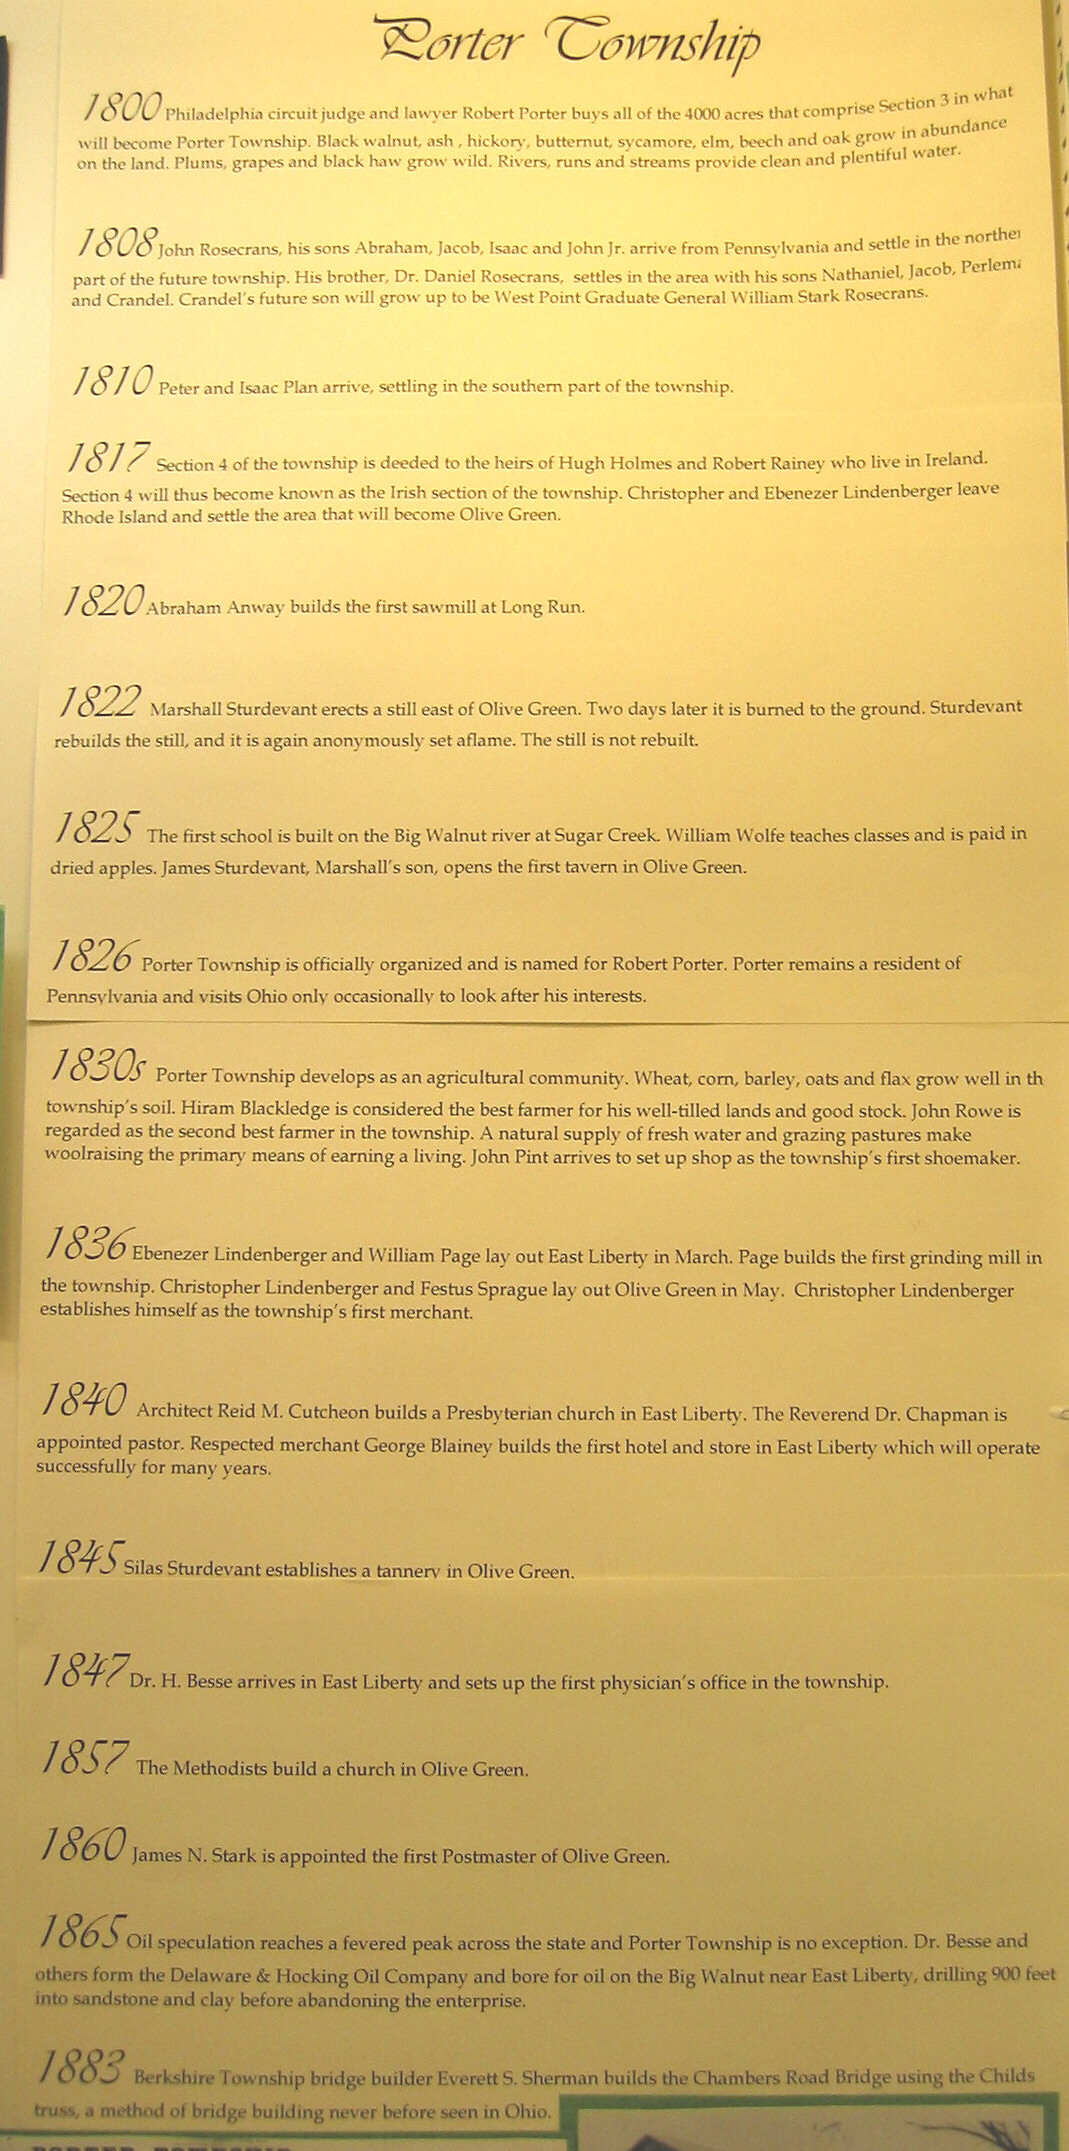 Porter Township
1800 Philadelphia circuit judge and lawyer Robert Porter buys all of the 4000 acres that comprise Section 3 in what
will become Porter Township. Black walnut, ash , hickory, butternut, sycamore, elm, beech and oak grow in abundance
on the land. Plums, grapes and black haw grow wild. Rivers, runs and streams provide clean and plentiful water.
1808 John Rosecrans, his sons Abraham, Jacob, Isaac and John Jr. arrive from Pennsylvania and settle in the norther
part of the future township. His brother, Dr. Daniel Rosecrans, settles in the area with his sons Nathaniel, Jacob, Perlema
and Crandel. Crandel's future son will grow up to be West Point Graduate General William Stark Rosecrans.
1810 Peter and Isaac Plan arrive, settling in the southern part of the township.
1817 Section 4 of the township is deeded to the heirs of Hugh Holmes and Robert Rainey who live in Ireland.
Section 4 will thus become known as the Irish section of the township. Christopher and Ebenezer Lindenberger leave
Rhode Island and settle the area that will become Olive Green.
1820 Abraham Anway builds the first sawmill at Long Run.
1822 Marshall Sturdevant erects a still east of Olive Green. Two days later it is burned to the ground. Sturdevant
rebuilds the still, and it is again anonymously set aflame. The still is not rebuilt.
1825 The first school is built on the Big Walnut river at Sugar Creek. William Wolfe teaches classes and is paid in
dried apples. James Sturdevant, Marshall's son, opens the first tavern in Olive Green.
1826 Porter Township is officially organized and is named for Robert Porter. Porter remains a resident of
Pennsylvania and visits Ohio only occasionally to look after his interests.
1830s Porter Township develops as an agricultural community. Wheat, corn, barley, oats and flax grow well in th
township's soil. Hiram Blackledge is considered the best farmer for his well-tilled lands and good stock. John Rowe is
regarded as the second best farmer in the township. A natural supply of fresh water and grazing pastures make
woolraising the primary means of earning a living. John Pint arrives to set up shop as the township's first shoemaker.
1836 Ebenezer Lindenberger and William Page lay out East Liberty in March. Page builds the first grinding mill in
the township. Christopher Lindenberger and Festus Sprague lay out Olive Green in May. Christopher Lindenberger
establishes himself as the township's first merchant.
1840 Architect Reid M. Cutcheon builds a Presbyterian church in East Liberty. The Reverend Dr. Chapman is
appointed pastor. Respected merchant George Blainey builds the first hotel and store in East Liberty which will operate
successfully for many years.
1845 Silas Sturdevant establishes a tannery in Olive Green.
1847 Dr. H. Besse arrives in East Liberty and sets up the first physician's office in the township.
1857 The Methodists build a church in Olive Green.
1860 James N. Stark is appointed the first Postmaster of Olive Green.
1865 Oil speculation reaches a fevered peak across the state and Porter Township is no exception. Dr. Besse and
others form the Delaware & Hocking Oil Company and bore for oil on the Big Walnut near East Liberty, drilling 900 feet
into sandstone and clay before abandoning the enterprise.
1883 Berkshire Township bridge builder Everett S. Sherman builds the Chambers Road Bridge using the Childs
truss, a method of bridge building never before seen in Ohio.
PORTER TOWNSHIP